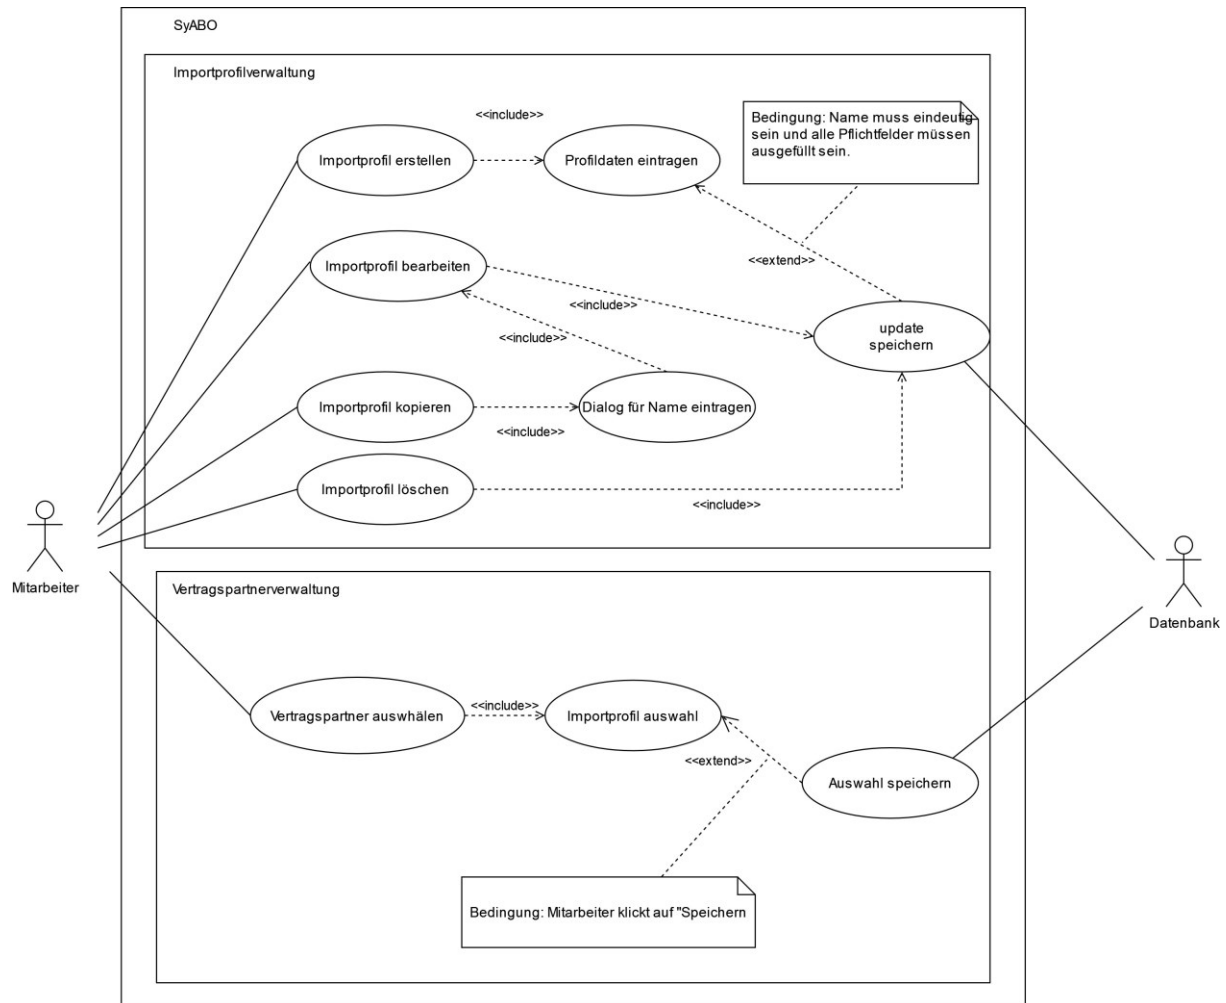 SyABO
Importprofilverwaltung
<<include>>
Bedingung: Name muss eindeutig
sein und alle Pflichtfelder müssen
ausgefüllt sein.
Importprofil erstellen
Profildaten eintragen
<<extend>>
Importprofil bearbeiten
<<include>>
update
speichern
<<include>>
Importprofil kopieren
<<include>>
Dialog für Name eintragen
Importprofil löschen
<<include>>
Mitarbeiter
Datenbank
Vertragspartnerverwaltung
Vertragspartner auswhälen
<<include>>
Importprofil auswahl
<<extend>>
Auswahl speichern
Bedingung: Mitarbeiter klickt auf "Speichern